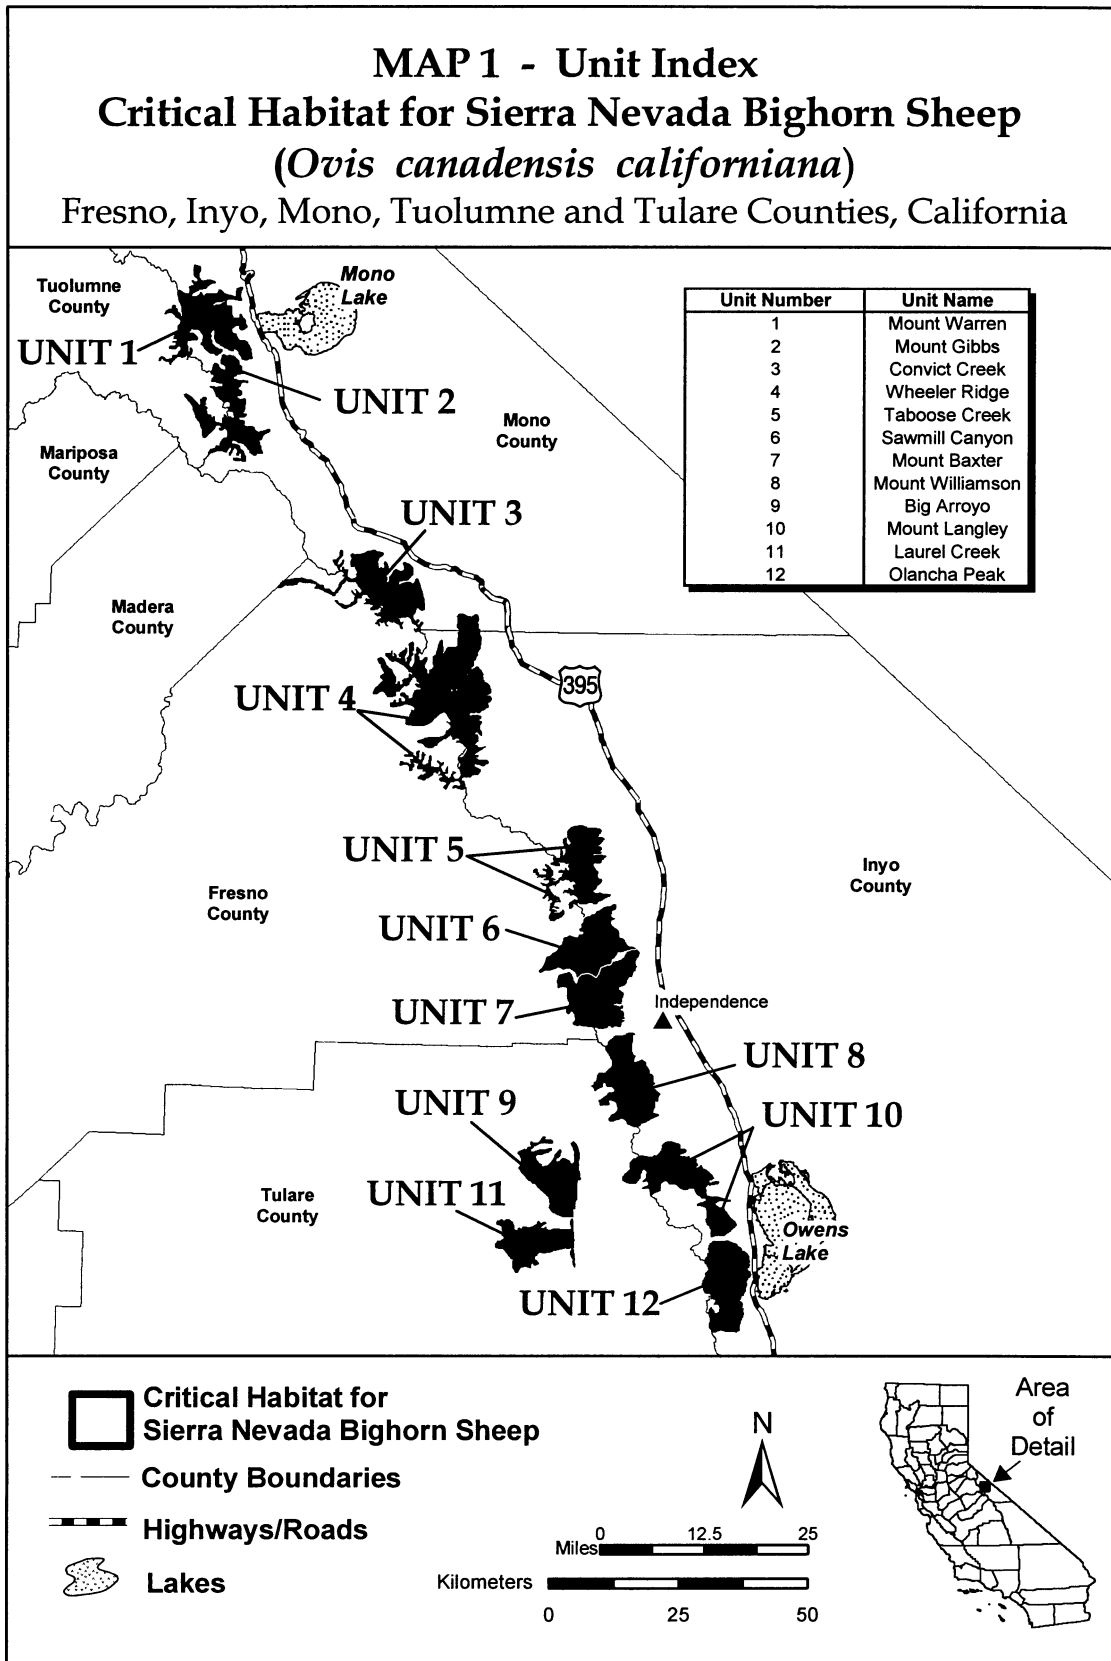 MAP 1 - Unit Index
Critical Habitat for Sierra Nevada Bighorn Sheep
(Ovis canadensis californiana)
Fresno, Inyo, Mono, Tuolumne and Tulare Counties, California
Tuolumne
County
Mono
Lake
UNIT 1
UNIT 2
Mono
County
Mariposa
County
Unit Number Unit Name
1 Mount Warren
2 Mount Gibbs
3 Convict Creek
4 Wheeler Ridge
5 Taboose Creek
6 Sawmill Canyon
7 Mount Baxter
8 Mount Williamson
9 Big Arroyo
10 Mount Langley
11 Laurel Creek
12 Olancha Peak
UNIT 3
Madera
County
395
UNIT 4
UNIT 5
Inyo
County
Fresno
County
UNIT 6
UNIT 7
Independence
UNIT 8
UNIT 9
UNIT 10
UNIT 11
Tulare
County
Owens
Lake
UNIT 12
Critical Habitat for
Sierra Nevada Bighorn Sheep
County Boundaries
Highways/Roads
Lakes
N
0 12.5 25
Miles
Kilometers
0 25 50
Area
of
Detail